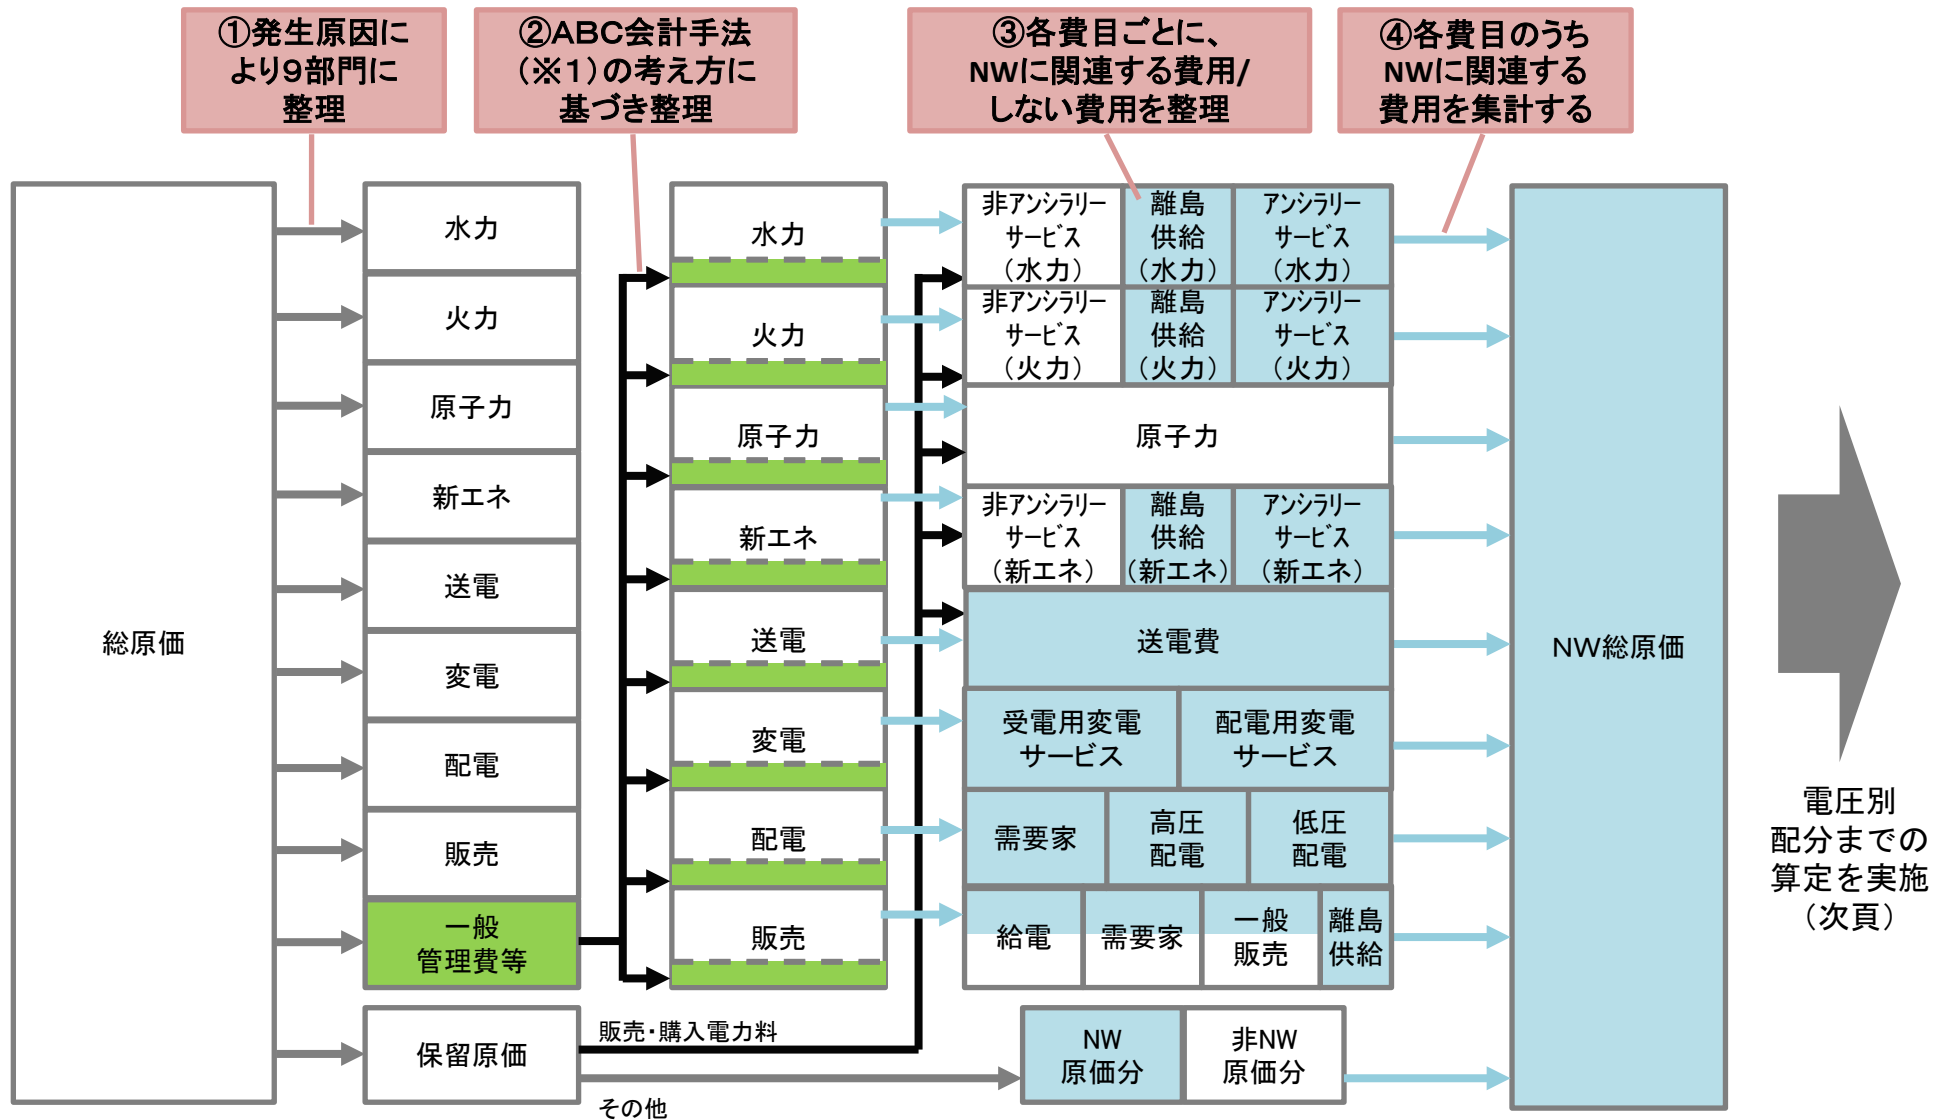 ①発生原因に
より9部門に
整理
②ABC会計手法
(※1)の考え方に
基づき整理
③各費目ごとに、
NWに関連する費用/
しない費用を整理
④各費目のうち
NWに関連する
費用を集計する
総原価
水力
火力
原子力
新エネ
送電
変電
配電
販売
一般
管理費等
保留原価
水力
火力
原子力
新エネ
送電
変電
配電
販売
販売・購入電力料
その他
非アンシラリー
サービス
(水力)
離島
供給
(水力)
アンシラリー
サービス
(水力)
非アンシラリー
サービス
(火力)
離島
供給
(火力)
アンシラリー
サービス
(火力)
原子力
非アンシラリー
サービス
(新エネ)
離島
供給
(新エネ)
アンシラリー
サービス
(新エネ)
送電費
受電用変電
サービス
配電用変電
サービス
需要家
高圧
配電
低圧
配電
給電
需要家
一般
販売
離島
供給
NW
原価分
非NW
原価分
NW総原価
電圧別
配分までの
算定を実施
(次頁)